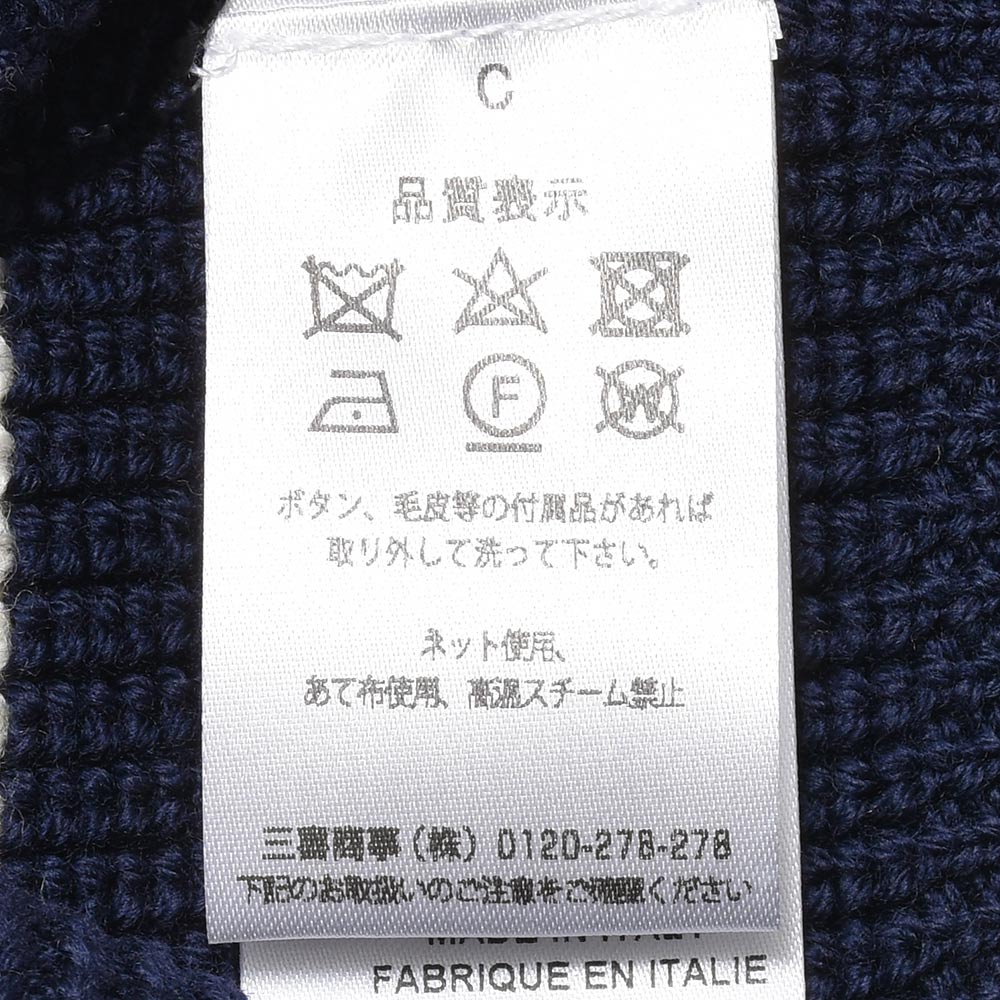 C
品質表示
F
W
ボタン、毛皮等の付属品があれば
取り外して洗って下さい。
ネット使用、
あて布使用、高温スチーム禁止
三喜商事(株) 0120-278-278
下記のお取扱いのご注意をご確認ください
MADE IN ITALY
FABRIQUE EN ITALIE